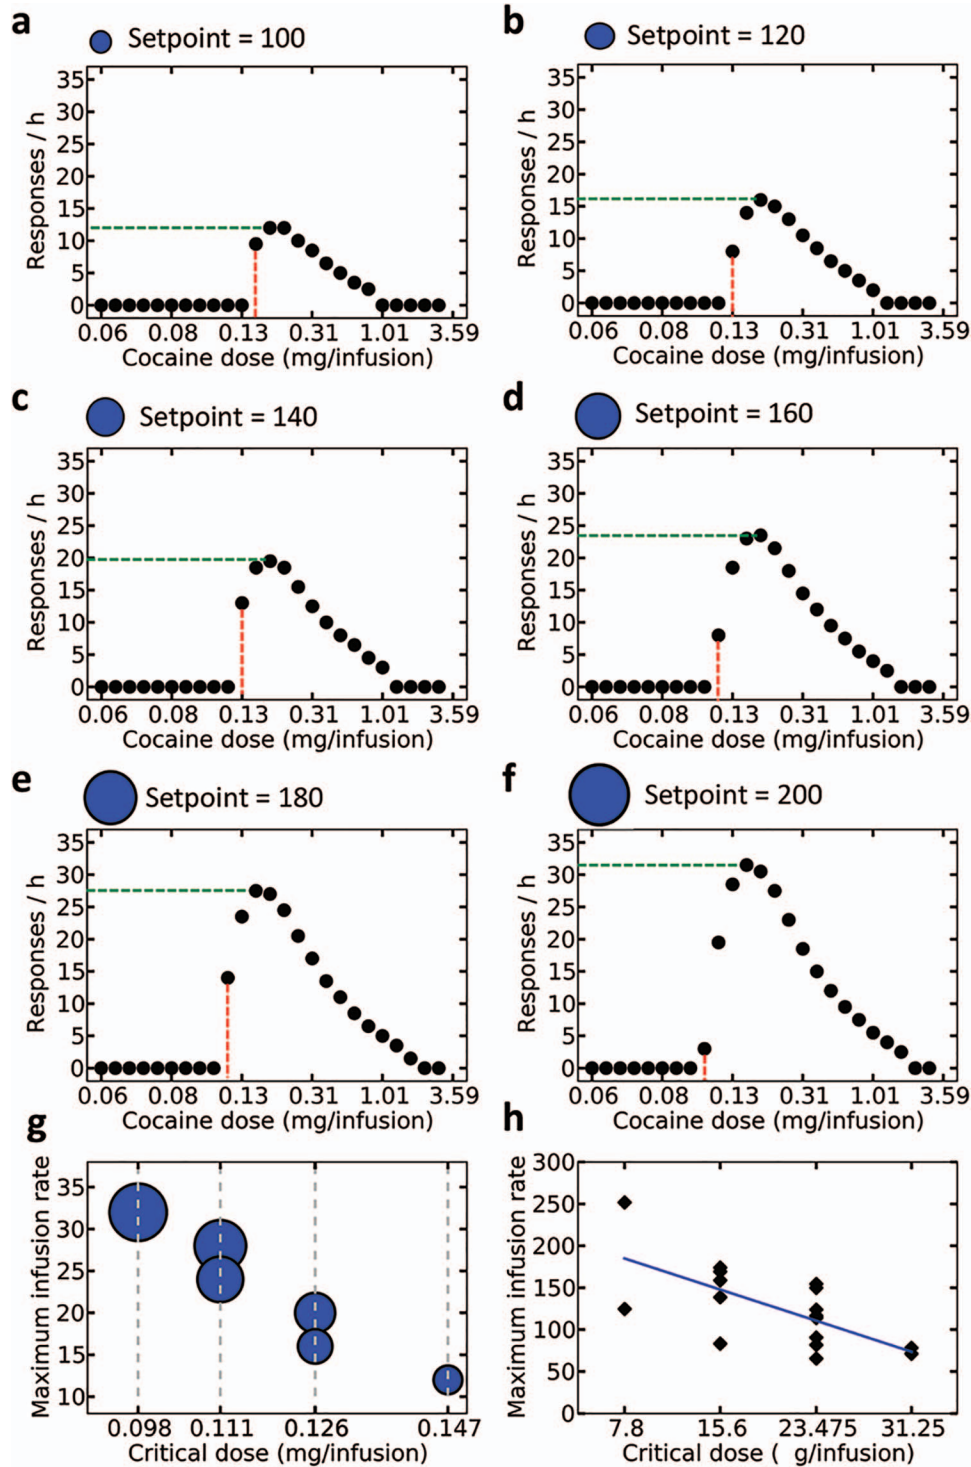 a
Setpoint = 100
Responses / h
35
30
25
20
15
10
5
0
0.06 0.08 0.13 0.31 1.01 3.59
Cocaine dose (mg/infusion)
b
Setpoint = 120
Responses / h
35
30
25
20
15
10
5
0
0.06 0.08 0.13 0.31 1.01 3.59
Cocaine dose (mg/infusion)
c
Setpoint = 140
Responses / h
35
30
25
20
15
10
5
0
0.06 0.08 0.13 0.31 1.01 3.59
Cocaine dose (mg/infusion)
d
Setpoint = 160
Responses / h
35
30
25
20
15
10
5
0
0.06 0.08 0.13 0.31 1.01 3.59
Cocaine dose (mg/infusion)
e
Setpoint = 180
Responses / h
35
30
25
20
15
10
5
0
0.06 0.08 0.13 0.31 1.01 3.59
Cocaine dose (mg/infusion)
f
Setpoint = 200
Responses / h
35
30
25
20
15
10
5
0
0.06 0.08 0.13 0.31 1.01 3.59
Cocaine dose (mg/infusion)
g
Maximum infusion rate
35
30
25
20
15
10
0.098 0.111 0.126 0.147
Critical dose (mg/infusion)
h
Maximum infusion rate
300
250
200
150
100
50
0
7.8 15.6 23.475 31.25
Critical dose ( g/infusion)